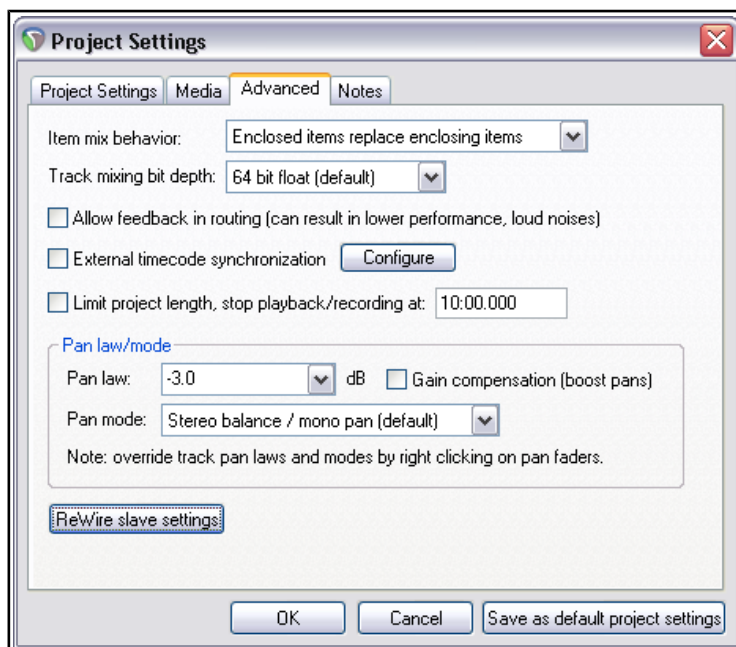 Project Settings
Project Settings Media Advanced Notes
Item mix behavior: Enclosed items replace enclosing items
Track mixing bit depth: 64 bit float (default)
Allow feedback in routing (can result in lower performance, loud noises)
External timecode synchronization Configure
Limit project length, stop playback/recording at: 10:00.000
Pan law/mode
Pan law: -3.0 dB Gain compensation (boost pans)
Pan mode: Stereo balance / mono pan (default)
Note: override track pan laws and modes by right clicking on pan faders.
ReWire slave settings
OK Cancel Save as default project settings